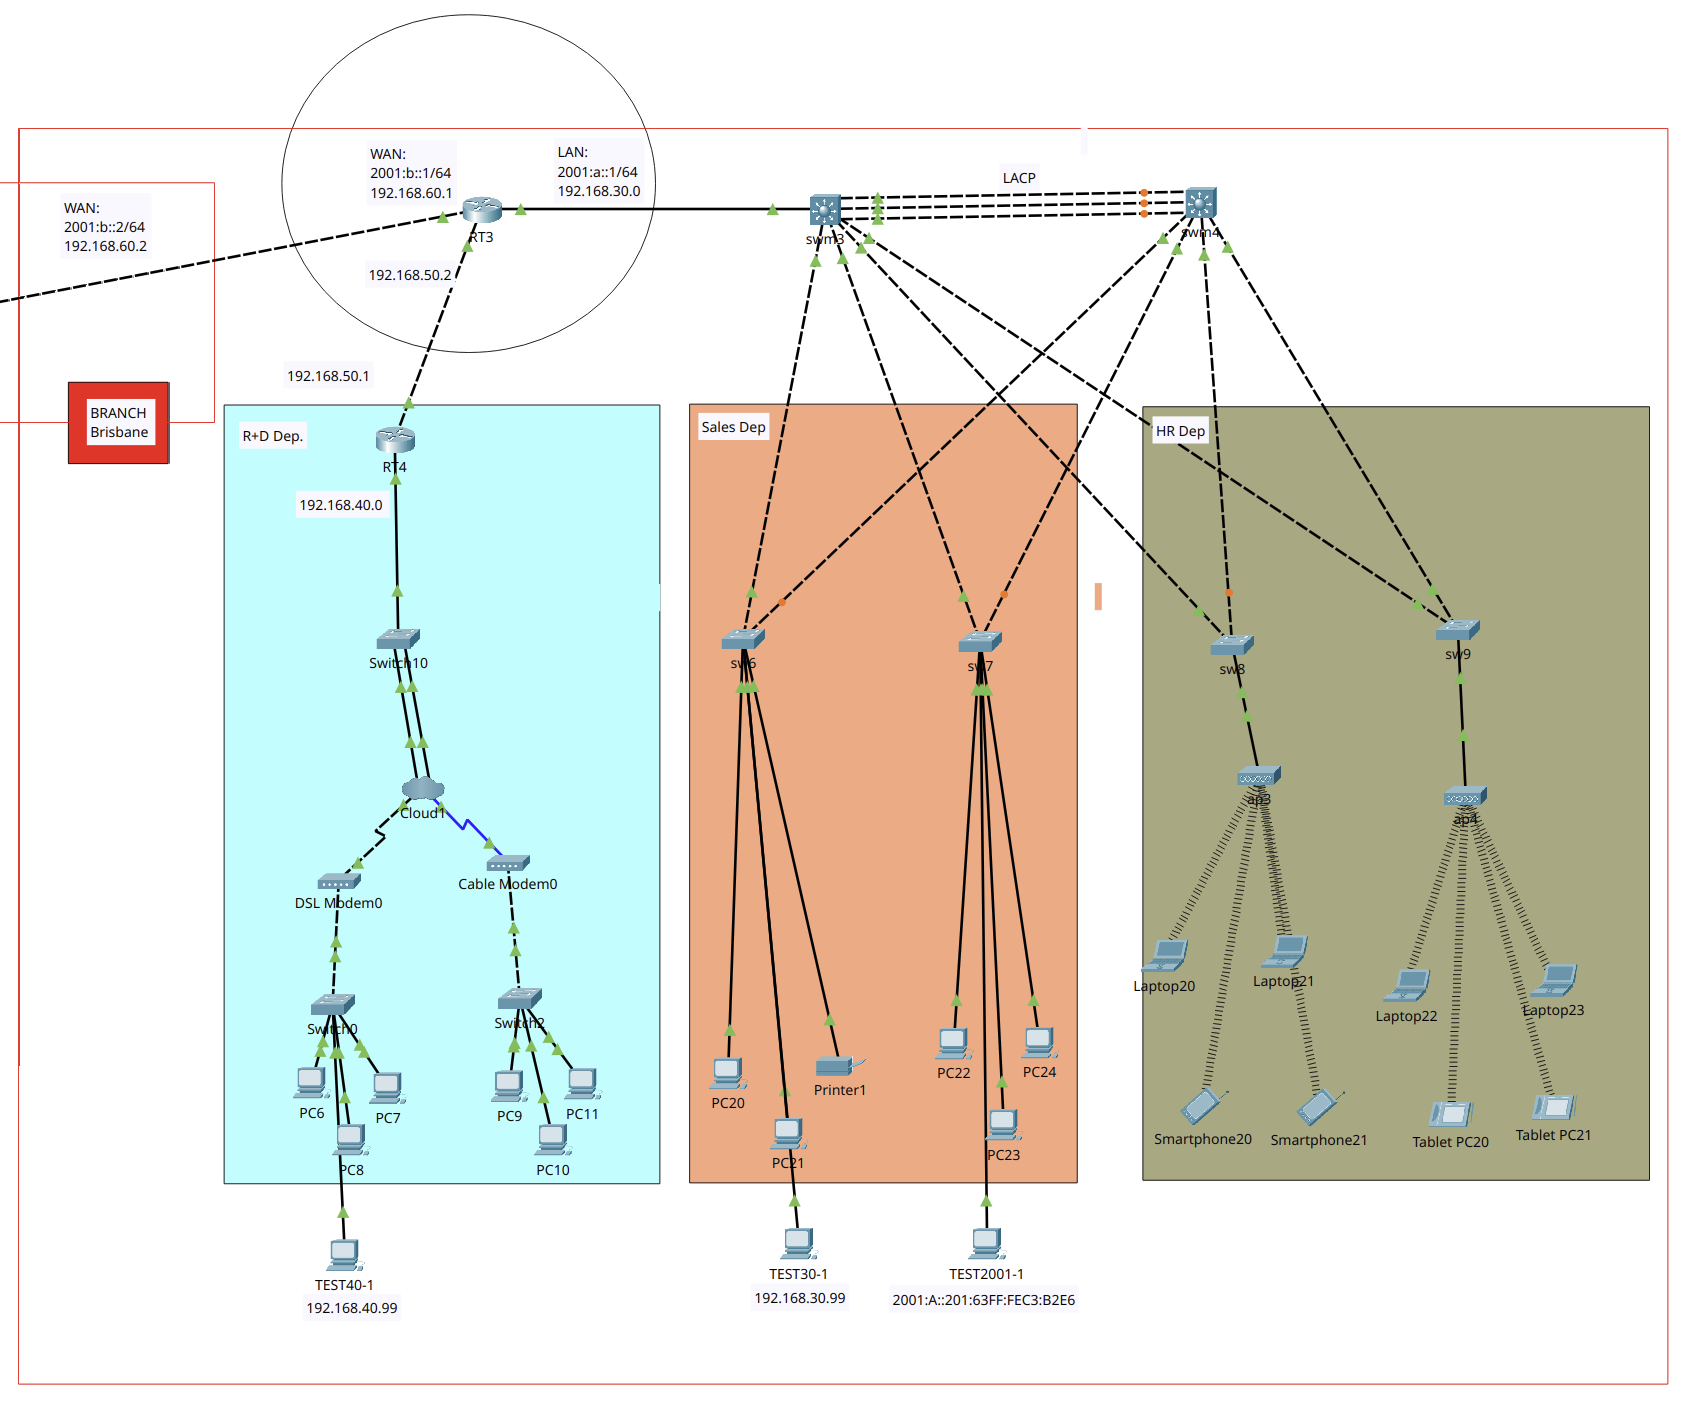 WAN:
2001:b::1/64
192.168.60.1
LAN:
2001:a::1/64
192.168.30.0
LACP
WAN:
2001:b::2/64
192.168.60.2
RT3
swm3
swm4
192.168.50.2
192.168.50.1
BRANCH
Brisbane
R+D Dep.
Sales Dep
HR Dep
RT4
192.168.40.0
Switch10
sw6
sw7
sw8
sw9
Cloud1
ap3
ap4
DSL Modem0
Cable Modem0
Switch0
Switch2
Laptop20
Laptop21
Laptop22
Laptop23
PC6
PC7
PC8
PC9
PC11
PC10
PC20
Printer1
PC21
PC22
PC24
PC23
Smartphone20
Smartphone21
Tablet PC20
Tablet PC21
TEST40-1
192.168.40.99
TEST30-1
192.168.30.99
TEST2001-1
2001:A::201:63FF:FEC3:B2E6